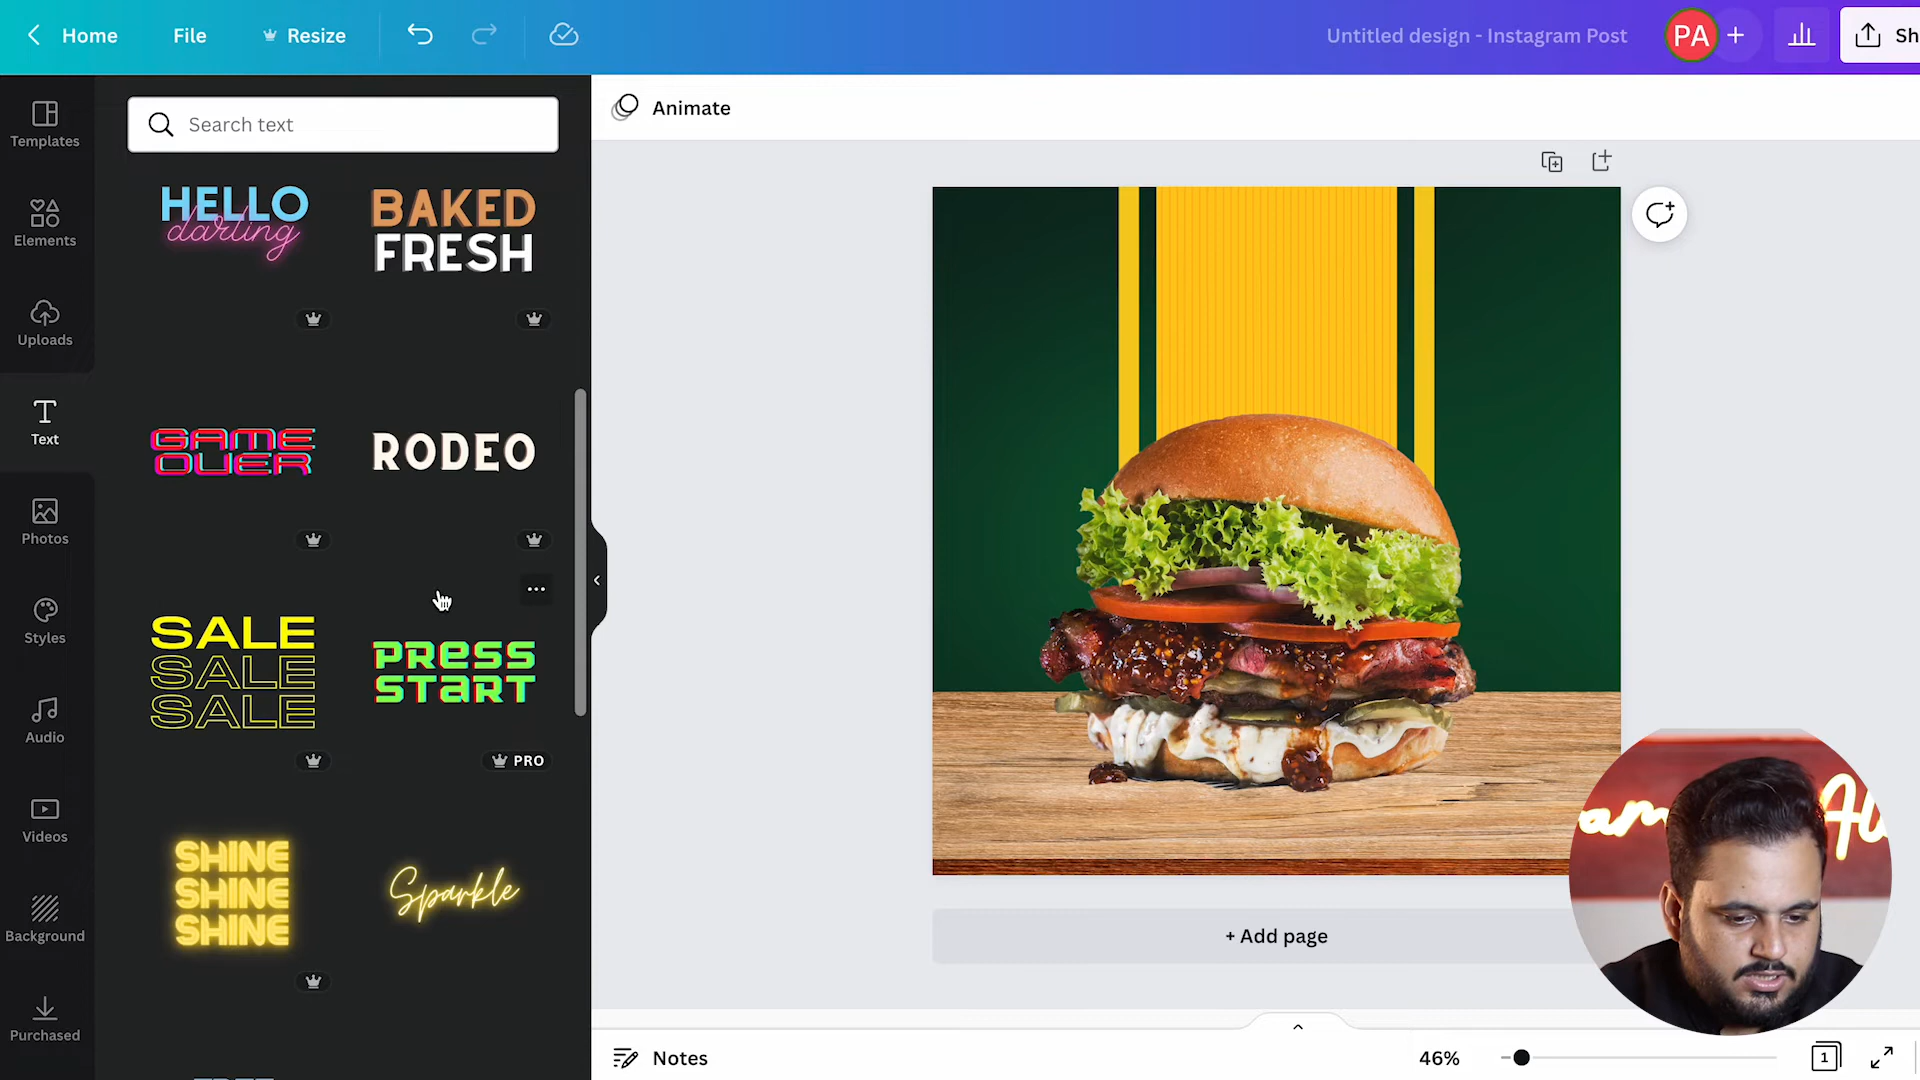 Home File Resize
Untitled design - Instagram Post
PA
Sh
Templates
Elements
Uploads
Text
Photos
Styles
Audio
Videos
Background
Purchased
Search text
HELLO
darling
BAKED
FRESH
GAME
OVER
RODEO
SALE
SALE
SALE
PRESS
START
PRO
SHINE
SHINE
SHINE
Sparkle
Animate
+ Add page
Notes
46%
1